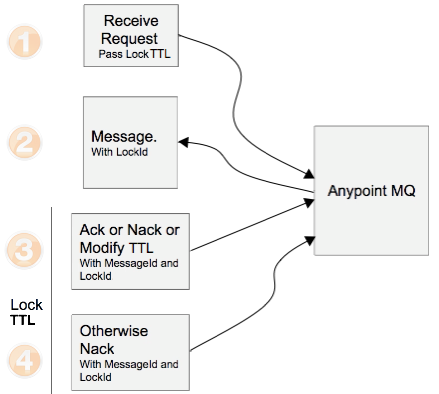 1
Receive
Request
Pass Lock TTL
2
Message.
With LockId
Anypoint MQ
3
Ack or Nack or
Modify TTL
With MessageId and
LockId
Lock
TTL
4
Otherwise
Nack
With MessageId and
LockId